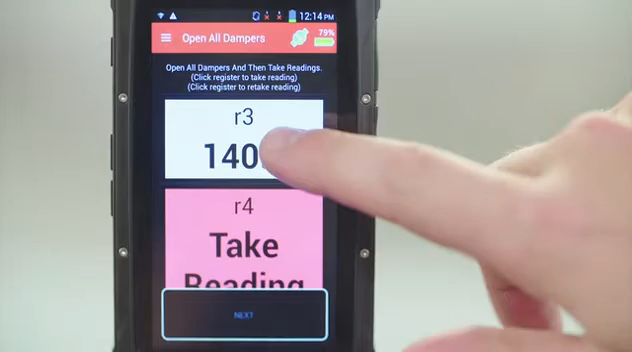 12:14 PM
Open All Dampers
79%
Open All Dampers And Then Take Readings.
(Click register to take reading)
(Click register to retake reading)
r3
140
r4
Take
Reading
NEXT